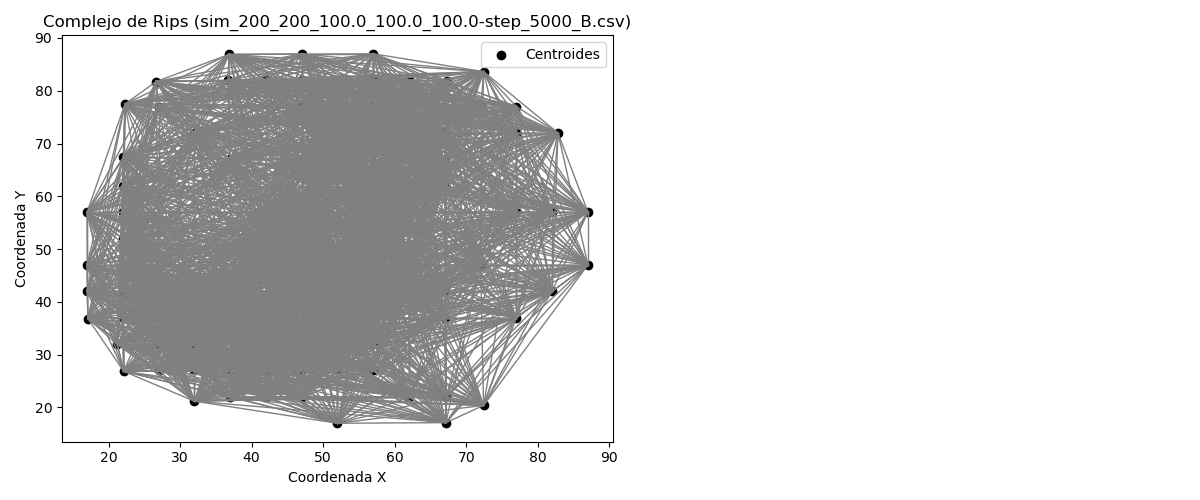 Complejo de Rips (sim_200_200_100.0_100.0_100.0-step_5000_B.csv)
Centroides
90
80
70
60
50
40
30
20
Coordenada Y
20 30 40 50 60 70 80 90
Coordenada X